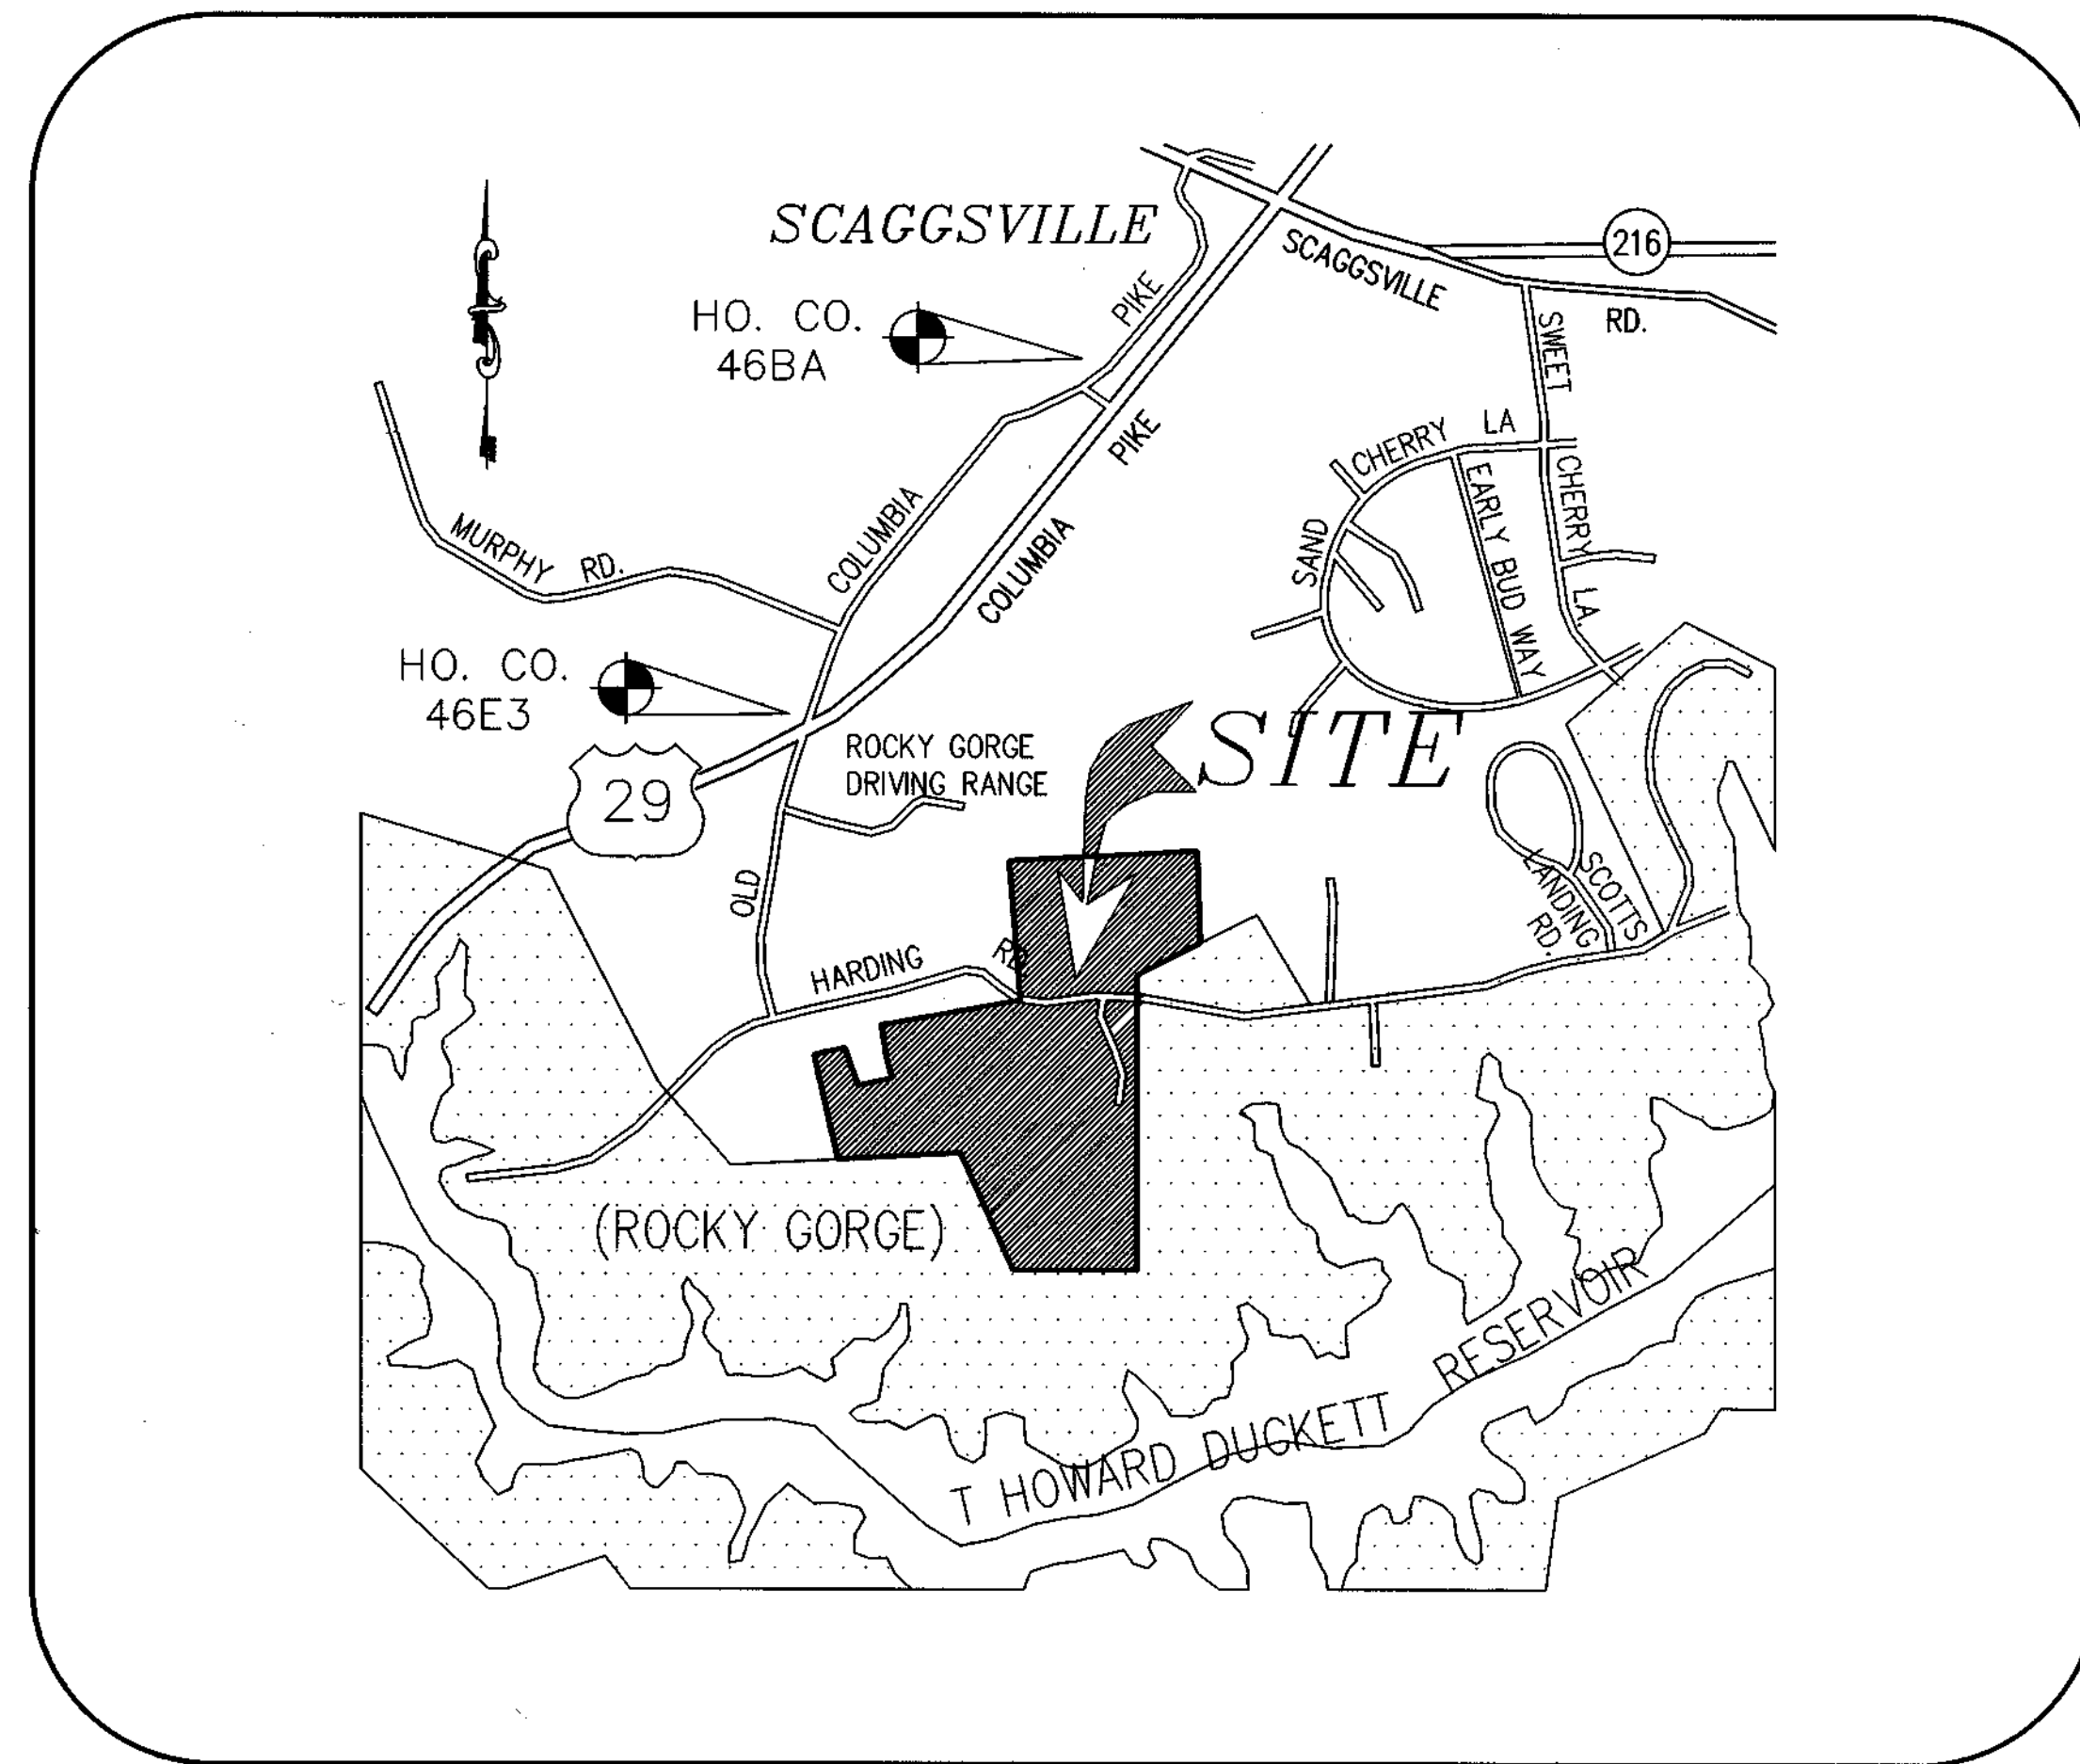 SCAGGSVILLE
216
SCAGGSVILLE
RD.
HO. CO.
46BA
PIKE
SWEET
PIKE
CHERRY LA
CHERRY
EARLY BUD WAY
COLUMBIA
COLUMBIA
MURPHY RD.
SAND
LA.
HO. CO.
46E3
ROCKY GORGE
DRIVING RANGE
SITE
29
OLD
SCOTTS
LANDING
RD.
HARDING RD.
(ROCKY GORGE)
T HOWARD DUCKETT RESERVOIR